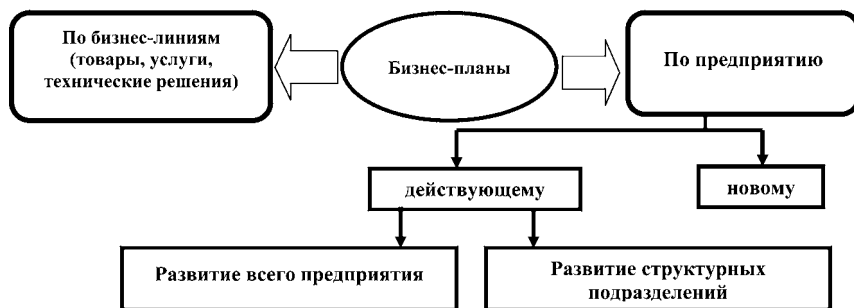 По бизнес-линиям
(товары, услуги,
технические решения)
Бизнес-планы
По предприятию
действующему
новому
Развитие всего предприятия
Развитие структурных
подразделений